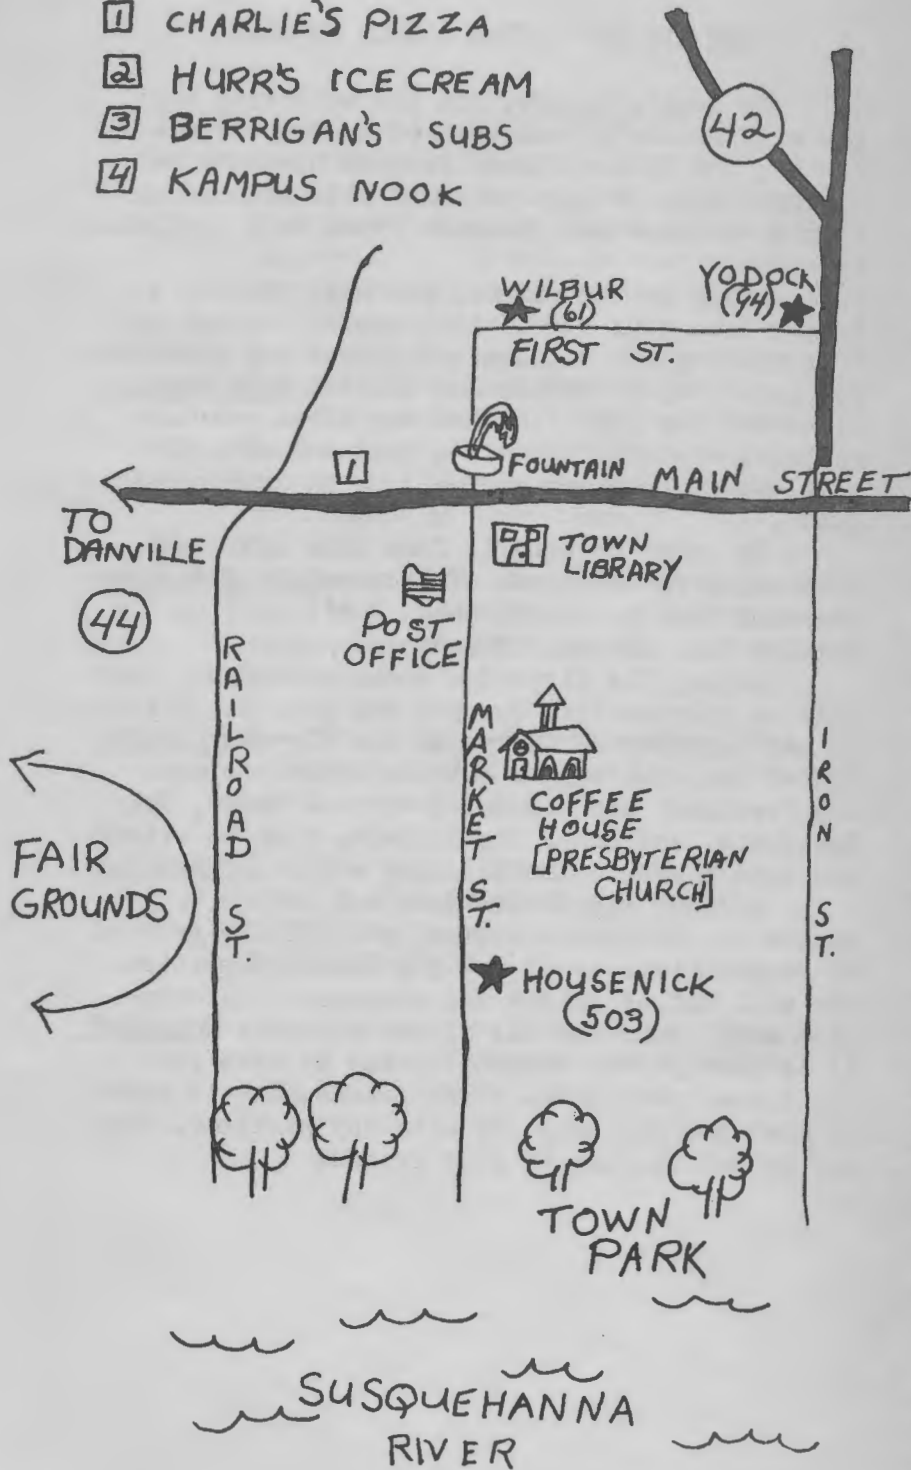 1 CHARLIE'S PIZZA
2 HURR'S ICE CREAM
3 BERRIGAN'S SUBS
4 KAMPUS NOOK
42
WILBUR
(61)
YODOCK
(94)
FIRST ST.
1
FOUNTAIN
MAIN STREET
TO
DANVILLE
44
TOWN
LIBRARY
POST
OFFICE
RAILROAD ST.
MARKET ST.
IRON ST.
COFFEE
HOUSE
[PRESBYTERIAN
CHURCH]
FAIR
GROUNDS
HOUSENICK
(503)
TOWN
PARK
SUSQUEHANNA
RIVER